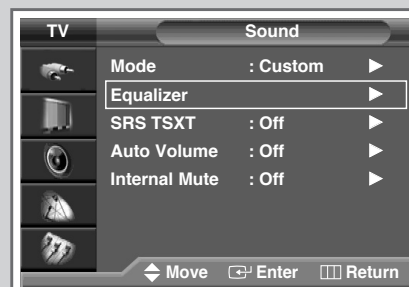 TV Sound
Mode : Custom
Equalizer
SRS TSXT : Off
Auto Volume : Off
Internal Mute : Off
Move Enter Return